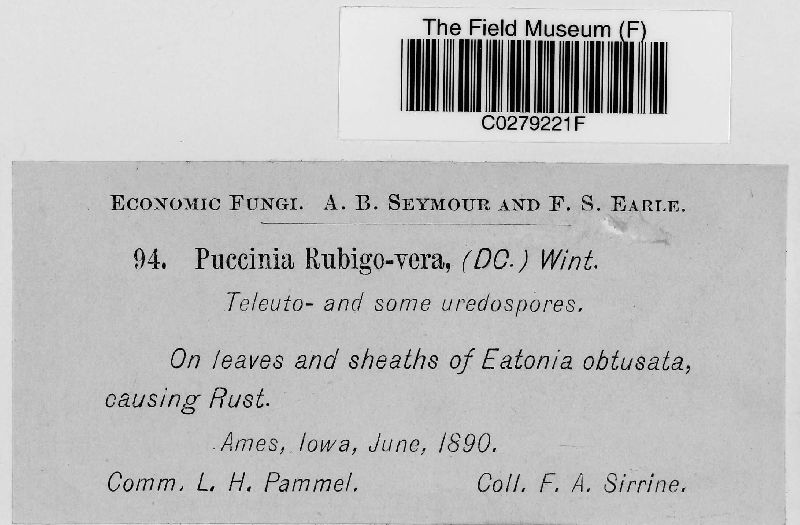 The Field Museum (F)
C0279221F
ECONOMIC FUNGI. A. B. SEYMOUR AND F. S. EARLE.
94. Puccinia Rubigo-vera, (DC.) Wint.
Teleuto- and some uredospores.
On leaves and sheaths of Eatonia obtusata,
causing Rust.
Ames, Iowa, June, 1890.
Comm. L. H. Pammel. Coll. F. A. Sirrine.